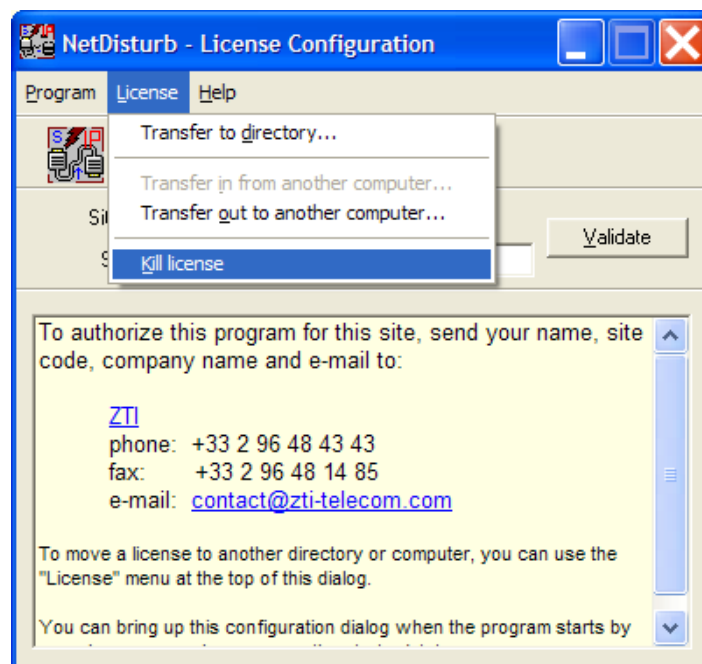 NetDisturb - License Configuration
Program License Help
Transfer to directory...
Transfer in from another computer...
Transfer out to another computer...
Kill license
Validate
To authorize this program for this site, send your name, site
code, company name and e-mail to:
ZTI
phone: +33 2 96 48 43 43
fax: +33 2 96 48 14 85
e-mail: contact@zti-telecom.com
To move a license to another directory or computer, you can use the
"License" menu at the top of this dialog.
You can bring up this configuration dialog when the program starts by